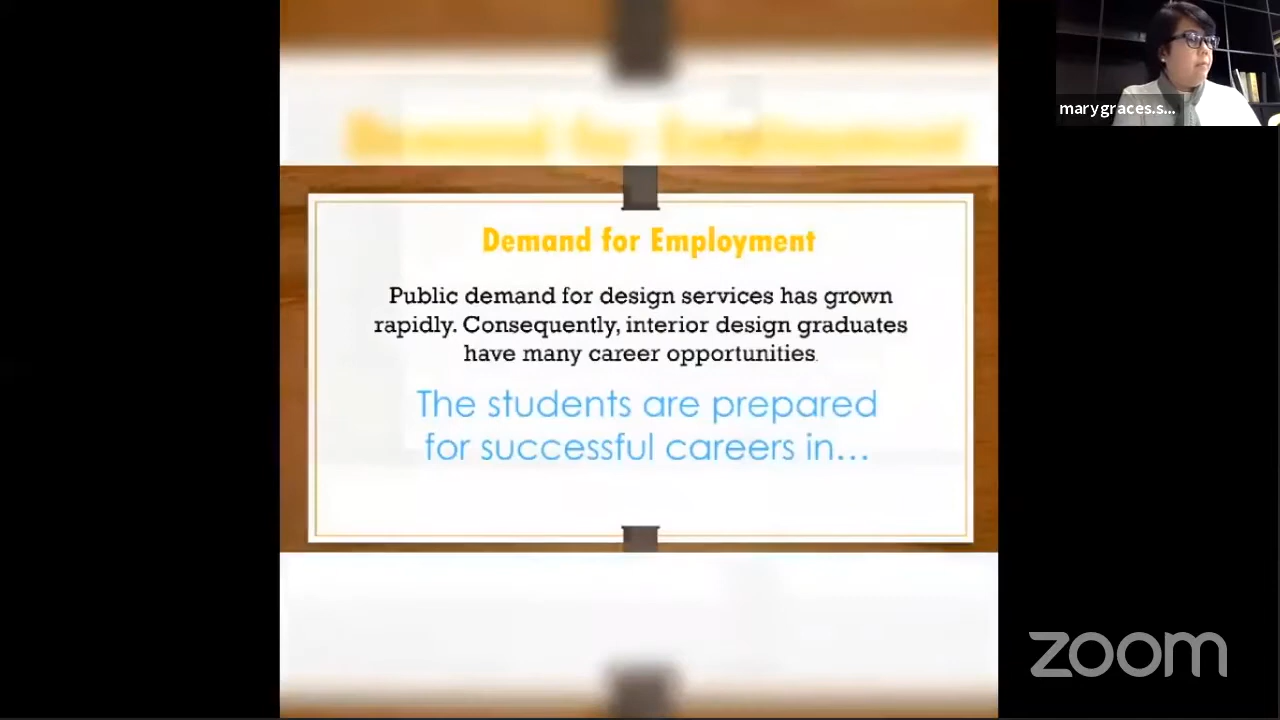 marygraces.s...
Demand for Employment
Public demand for design services has grown
rapidly. Consequently, interior design graduates
have many career opportunities.
The students are prepared
for successful careers in...
zoom